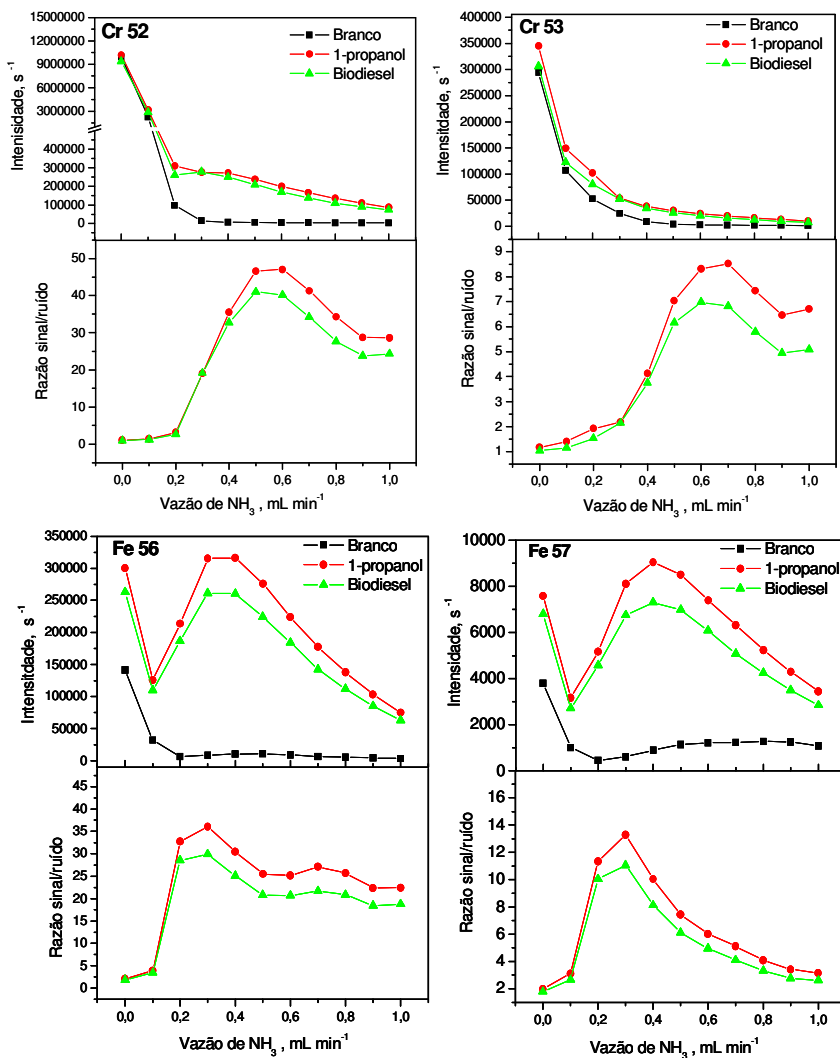 Cr 52
Branco
1-propanol
Biodiesel
Intenisidade, s⁻¹
15000000
13000000
11000000
9000000
7000000
5000000
3000000
400000
300000
200000
100000
0
Razão sinal/ruído
50
40
30
20
10
0
0,0 0,2 0,4 0,6 0,8 1,0
Vazão de NH₃ , mL min⁻¹
Cr 53
Branco
1-propanol
Biodiesel
Intensitdade, s⁻¹
400000
350000
300000
250000
200000
150000
100000
50000
0
Razão sinal/ruído
9
8
7
6
5
4
3
2
1
0,0 0,2 0,4 0,6 0,8 1,0
Vazão de NH₃ , mL min⁻¹
Fe 56
Branco
1-propanol
Biodiesel
Intensitdade, s⁻¹
350000
300000
250000
200000
150000
100000
50000
0
Razão sinal/ruído
45
40
35
30
25
20
15
10
5
0
0,0 0,2 0,4 0,6 0,8 1,0
Vazão de NH₃ , mL min⁻¹
Fe 57
Branco
1-propanol
Biodiesel
Intensitdade, s⁻¹
10000
8000
6000
4000
2000
0
Razão sinal/ruído
16
14
12
10
8
6
4
2
0,0 0,2 0,4 0,6 0,8 1,0
Vazão de NH₃ , mL min⁻¹